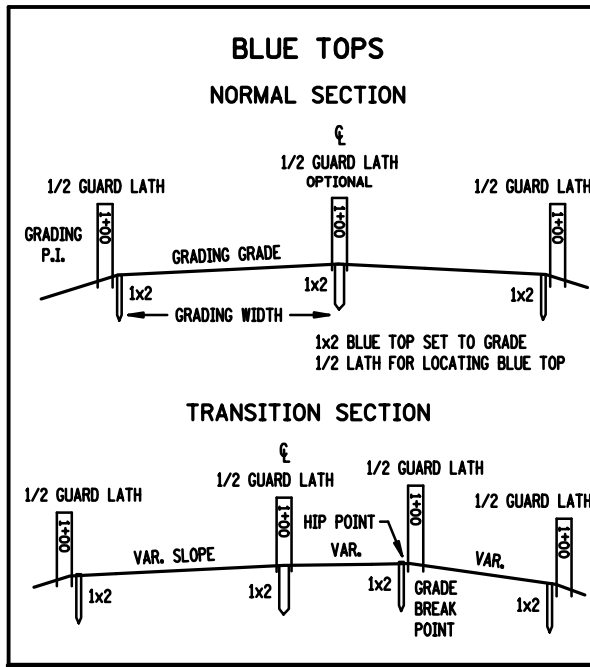 BLUE TOPS
NORMAL SECTION
℄
1/2 GUARD LATH
OPTIONAL
1/2 GUARD LATH
1/2 GUARD LATH
1+00
1+00
1+00
GRADING
P.I.
GRADING GRADE
1x2
1x2
1x2
GRADING WIDTH
1x2 BLUE TOP SET TO GRADE
1/2 LATH FOR LOCATING BLUE TOP
TRANSITION SECTION
℄
1/2 GUARD LATH
1/2 GUARD LATH
1/2 GUARD LATH
1/2 GUARD LATH
1+00
1+00
1+00
1+00
HIP POINT
VAR. SLOPE
VAR.
VAR.
1x2
1x2
1x2
1x2
GRADE
BREAK
POINT